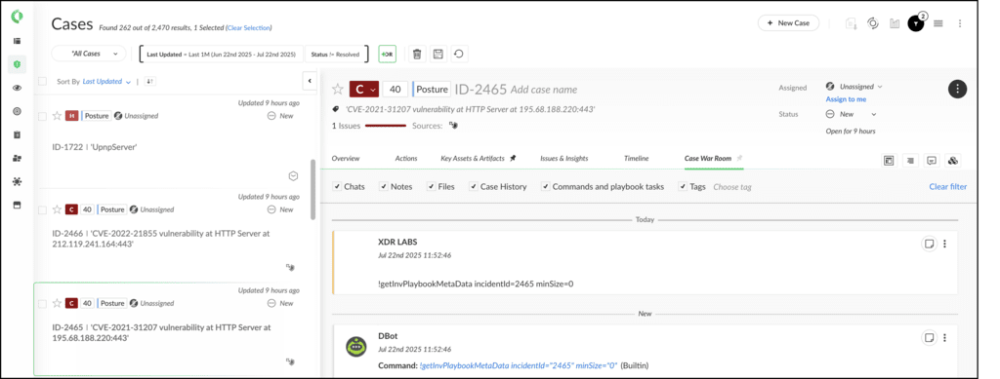 Cases
Found 262 out of 2,470 results, 1 Selected (Clear Selection)
+ New Case
2
"All Cases
Last Updated = Last 1M (Jun 22nd 2025 - Jul 22nd 2025)
Status != Resolved
+OR
Sort By Last Updated
Updated 9 hours ago
Posture
Unassigned
New
ID-1722 | 'UpnpServer'
Updated 9 hours ago
C 40 Posture Unassigned
New
ID-2466 | 'CVE-2022-21855 vulnerability at HTTP Server at
212.119.241.164:443'
Updated 9 hours ago
C 40 Posture Unassigned
New
ID-2465 | 'CVE-2021-31207 vulnerability at HTTP Server at
195.68.188.220:443'
C 40 Posture ID-2465 Add case name
'CVE-2021-31207 vulnerability at HTTP Server at 195.68.188.220:443'
1 Issues Sources:
Assigned Unassigned
Assign to me
Status New
Open for 9 hours
Overview Actions Key Assets & Artifacts Issues & Insights Timeline Case War Room
Chats Notes Files Case History Commands and playbook tasks Tags Choose tag Clear filter
Today
XDR LABS
Jul 22nd 2025 11:52:46
!getInvPlaybookMetaData incidentId=2465 minSize=0
New
DBot
Jul 22nd 2025 11:52:46
Command: !getInvPlaybookMetaData incidentId="2465" minSize="0" (Builtin)